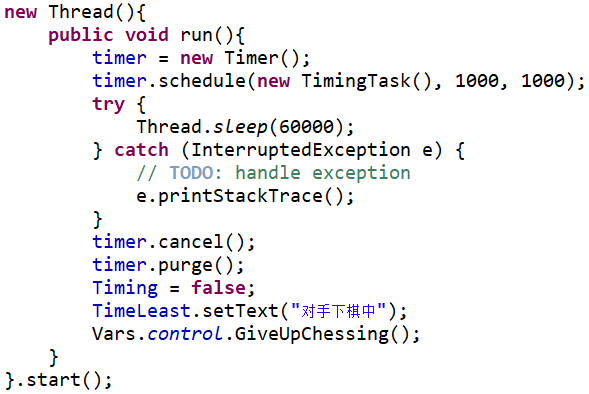 new Thread(){
    public void run(){
        timer = new Timer();
        timer.schedule(new TimingTask(), 1000, 1000);
        try {
            Thread.sleep(60000);
        } catch (InterruptedException e) {
            // TODO: handle exception
            e.printStackTrace();
        }
        timer.cancel();
        timer.purge();
        Timing = false;
        TimeLeast.setText("对手下棋中");
        Vars.control.GiveUpChessing();
    }
}.start();